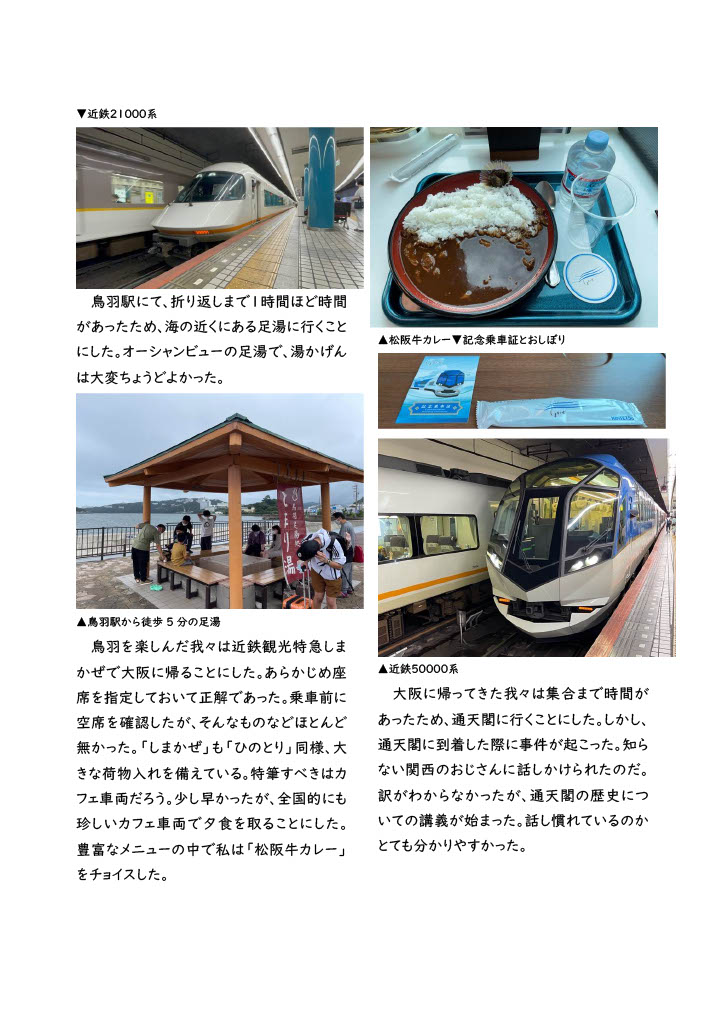 ▼近鉄21000系
鳥羽駅にて、折り返しまで1時間ほど時間
があったため、海の近くにある足湯に行くこと
にした。オーシャンビューの足湯で、湯かげん
は大変ちょうどよかった。
▲鳥羽駅から徒歩 5 分の足湯
鳥羽を楽しんだ我々は近鉄観光特急しま
かぜで大阪に帰ることにした。あらかじめ座
席を指定しておいて正解であった。乗車前に
空席を確認したが、そんなものなどほとんど
無かった。「しまかぜ」も「ひのとり」同様、大
きな荷物入れを備えている。特筆すべきはカ
フェ車両だろう。少し早かったが、全国的にも
珍しいカフェ車両で夕食を取ることにした。
豊富なメニューの中で私は「松阪牛カレー」
をチョイスした。
▲松阪牛カレー▼記念乗車証とおしぼり
記念乗車証
▲近鉄50000系
大阪に帰ってきた我々は集合まで時間が
あったため、通天閣に行くことにした。しかし、
通天閣に到着した際に事件が起こった。知ら
ない関西のおじさんに話しかけられたのだ。
訳がわからなかったが、通天閣の歴史につ
いての講義が始まった。話し慣れているのか
とても分かりやすかった。